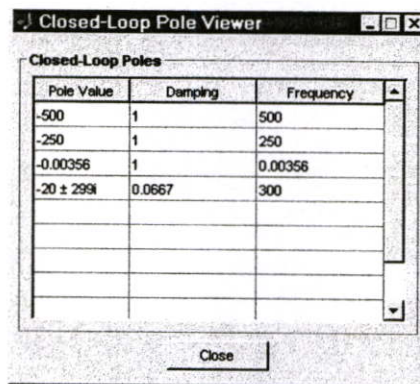 Closed-Loop Pole Viewer
Closed-Loop Poles
Pole Value Damping Frequency
-500 1 500
-250 1 250
-0.00356 1 0.00356
-20 ± 299i 0.0667 300
Close